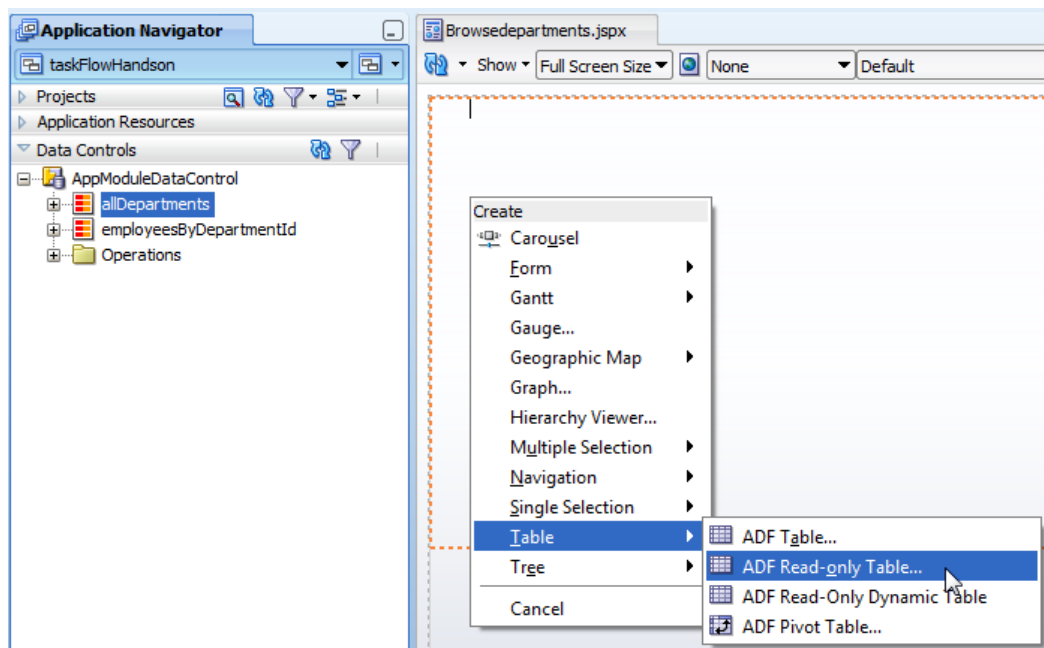 Application Navigator
taskFlowHandson
Projects
Application Resources
Data Controls
AppModuleDataControl
allDepartments
employeesByDepartmentId
Operations
Browsedepartments.jspx
Show Full Screen Size None Default
Create
Carousel
Form
Gantt
Gauge...
Geographic Map
Graph...
Hierarchy Viewer...
Multiple Selection
Navigation
Single Selection
Table
Tree
Cancel
ADF Table...
ADF Read-only Table...
ADF Read-Only Dynamic Table
ADF Pivot Table...